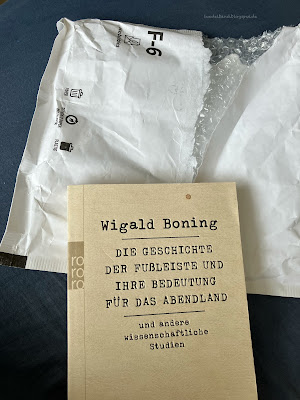 F-6
Wigald Boning
DIE GESCHICHTE
DER FUßLEISTE UND
IHRE BEDEUTUNG
FÜR DAS ABENDLAND
und andere
wissenschaftliche
Studien
ro
ro
ro